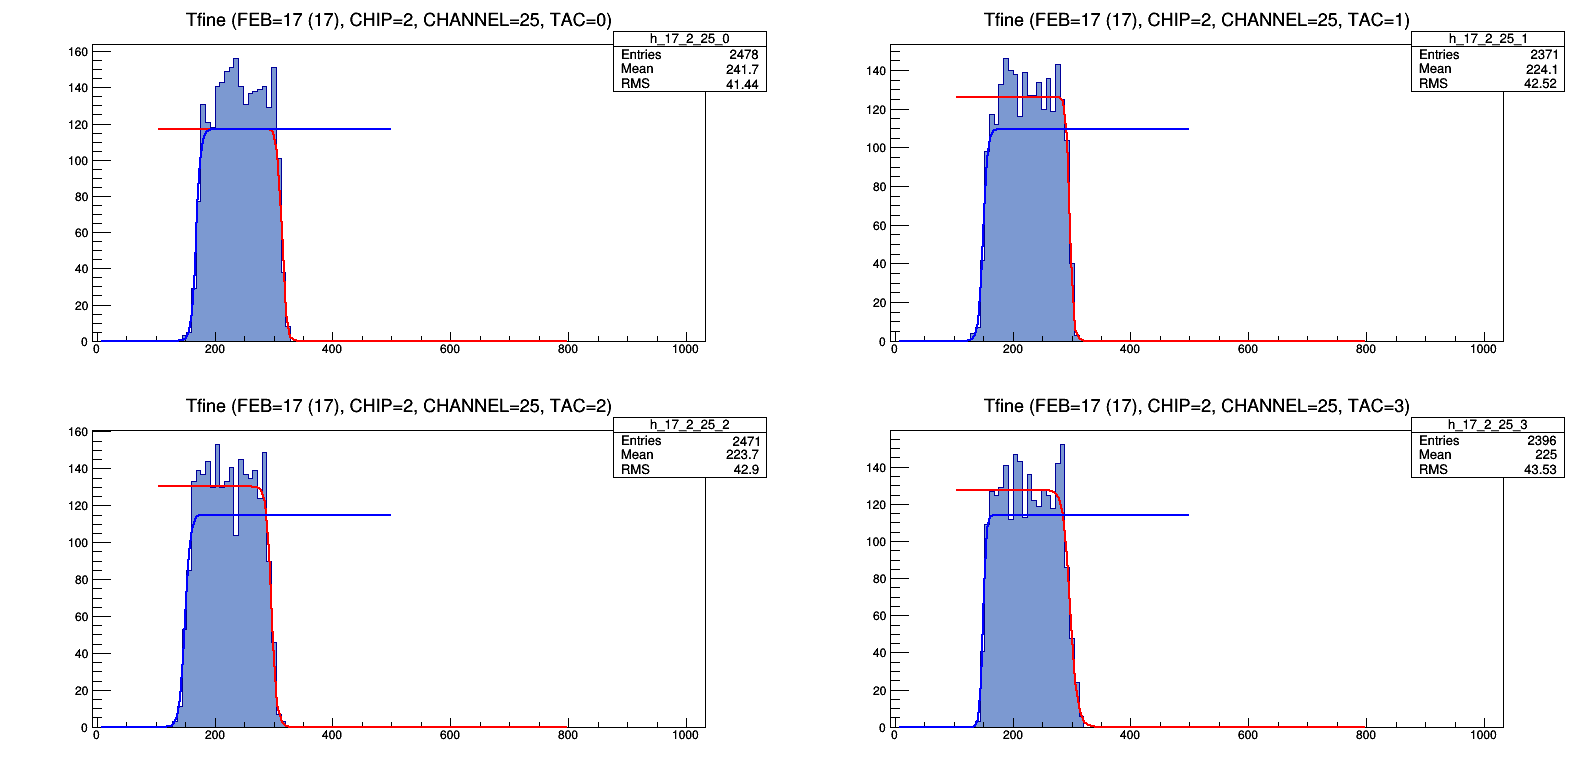 Tfine (FEB=17 (17), CHIP=2, CHANNEL=25, TAC=0)
h_17_2_25_0
Entries 2478
Mean 241.7
RMS 41.44
160
140
120
100
80
60
40
20
0
0 200 400 600 800 1000
Tfine (FEB=17 (17), CHIP=2, CHANNEL=25, TAC=1)
h_17_2_25_1
Entries 2371
Mean 224.1
RMS 42.52
140
120
100
80
60
40
20
0
0 200 400 600 800 1000
Tfine (FEB=17 (17), CHIP=2, CHANNEL=25, TAC=2)
h_17_2_25_2
Entries 2471
Mean 223.7
RMS 42.9
160
140
120
100
80
60
40
20
0
0 200 400 600 800 1000
Tfine (FEB=17 (17), CHIP=2, CHANNEL=25, TAC=3)
h_17_2_25_3
Entries 2396
Mean 225
RMS 43.53
140
120
100
80
60
40
20
0
0 200 400 600 800 1000